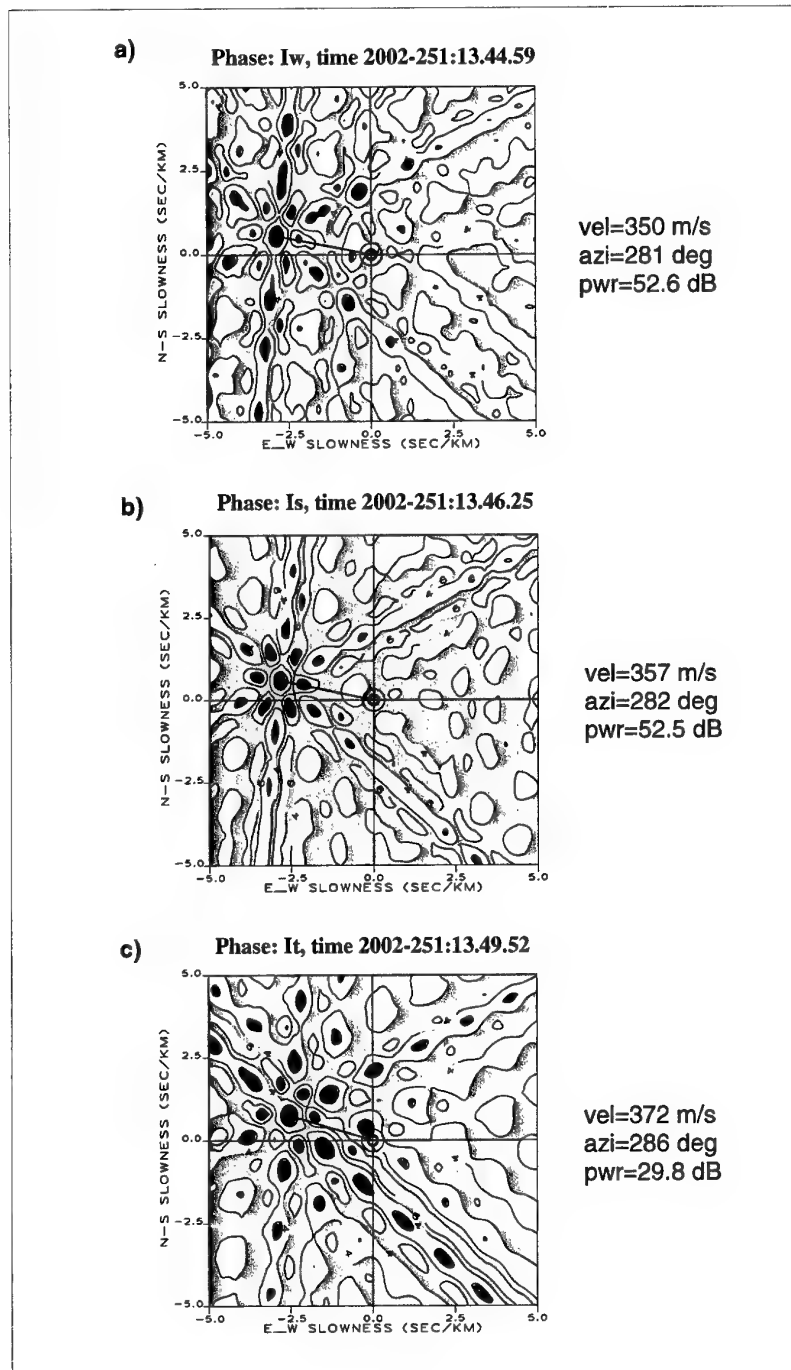 a) Phase: Iw, time 2002-251:13.44.59
5.0
2.5
0.0
-2.5
-5.0
N-S SLOWNESS (SEC/KM)
-5.0 -2.5 0.0 2.5 5.0
E_W SLOWNESS (SEC/KM)
vel=350 m/s
azi=281 deg
pwr=52.6 dB
b) Phase: Is, time 2002-251:13.46.25
5.0
2.5
0.0
-2.5
-5.0
N-S SLOWNESS (SEC/KM)
-5.0 -2.5 0.0 2.5 5.0
E_W SLOWNESS (SEC/KM)
vel=357 m/s
azi=282 deg
pwr=52.5 dB
c) Phase: It, time 2002-251:13.49.52
5.0
2.5
0.0
-2.5
-5.0
N-S SLOWNESS (SEC/KM)
-5.0 -2.5 0.0 2.5 5.0
E_W SLOWNESS (SEC/KM)
vel=372 m/s
azi=286 deg
pwr=29.8 dB